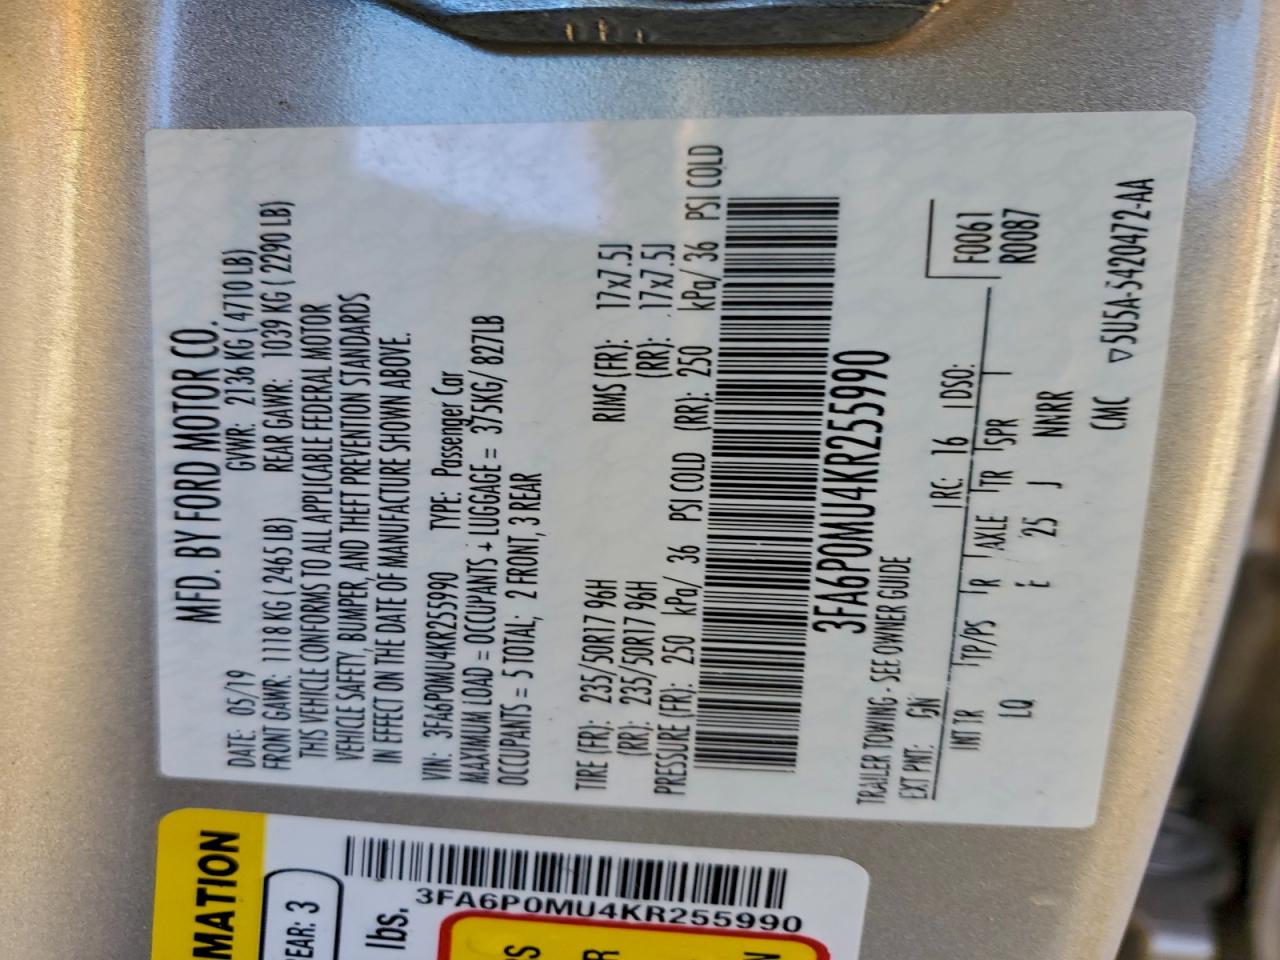 MFD. BY FORD MOTOR CO.
DATE: 05/19 GVWR: 2136 KG ( 4710 LB)
FRONT GAWR: 1118 KG ( 2465 LB) REAR GAWR: 1039 KG ( 2290 LB)
THIS VEHICLE CONFORMS TO ALL APPLICABLE FEDERAL MOTOR
VEHICLE SAFETY, BUMPER, AND THEFT PREVENTION STANDARDS
IN EFFECT ON THE DATE OF MANUFACTURE SHOWN ABOVE.
VIN: 3FA6P0MU4KR255990 TYPE: Passenger Car
MAXIMUM LOAD = OCCUPANTS + LUGGAGE = 375KG/ 827LB
OCCUPANTS = 5 TOTAL; 2 FRONT, 3 REAR
TIRE (FR): 235/50R17 96H RIMS (FR): 17x7.5J
(RR): 235/50R17 96H (RR): 17x7.5J
PRESSURE (FR): 250 kPa/ 36 PSI COLD (RR): 250 kPa/ 36 PSI COLD
3FA6P0MU4KR255990
TRAILER TOWING - SEE OWNER GUIDE
EXT PNT: GN RC: 16 DSO: F0061
R0087
INT TR TP/PS R AXLE TR SPR
LQ E 25 J NNRR
CMC ▽5U5A-5420472-AA
MATION
EAR: 3
3FA6P0MU4KR255990
lbs.